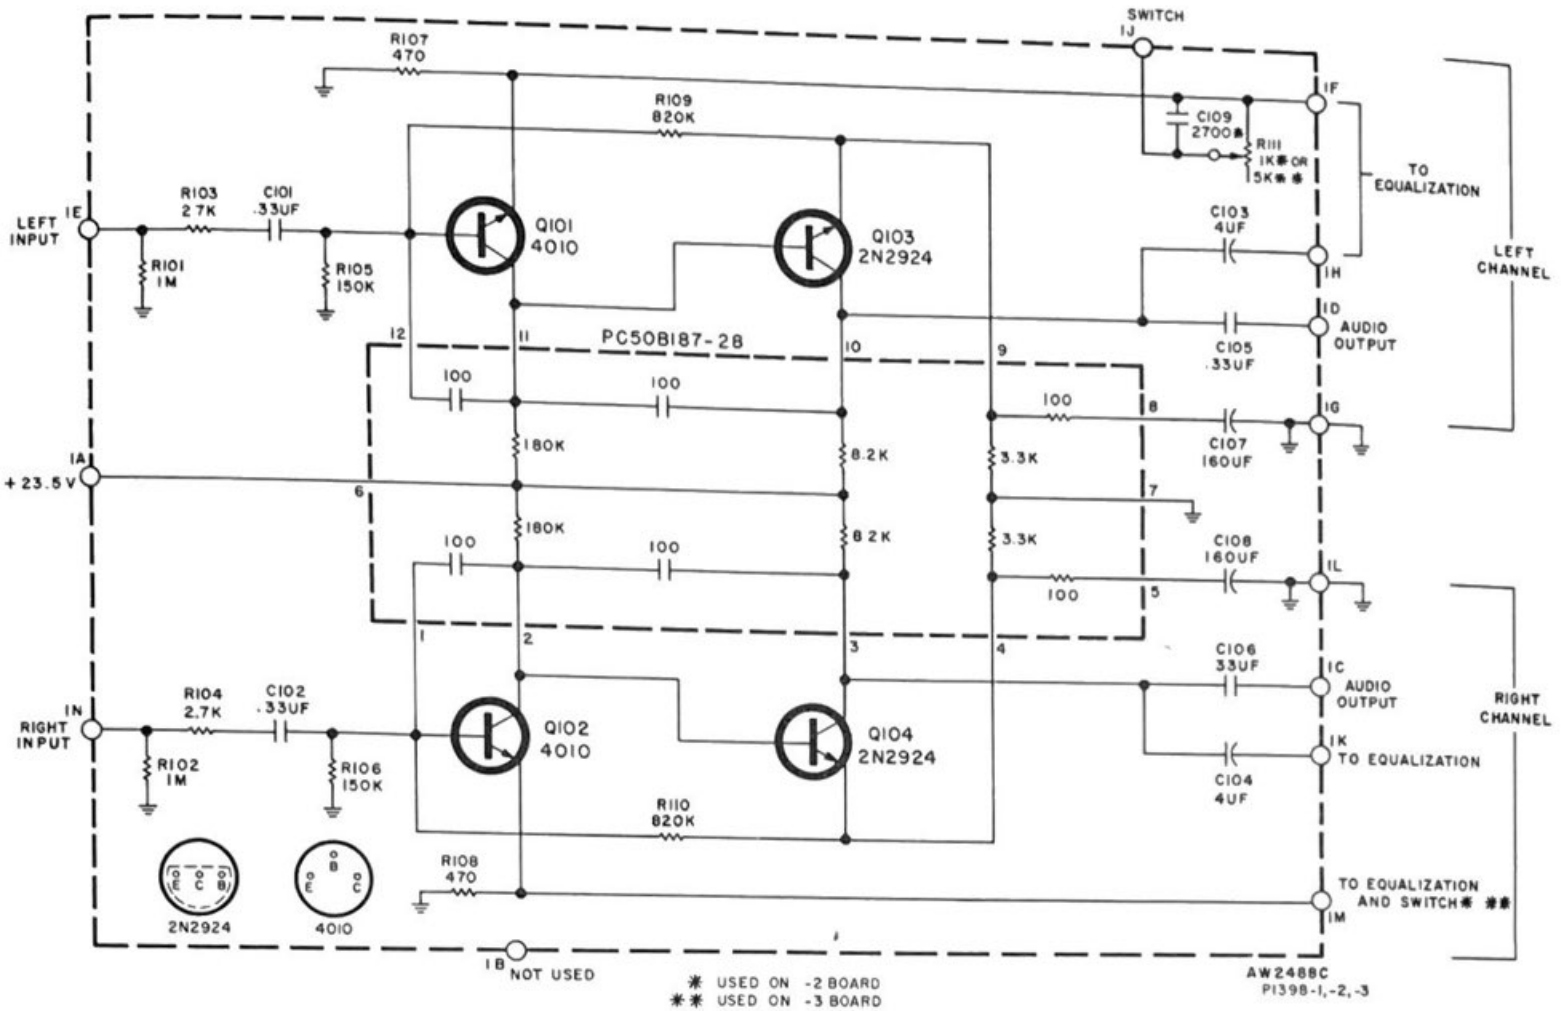 SWITCH
1J
R107
470
1F
R109
820K
C109
2700*
R111
1K* OR
5K**
TO
EQUALIZATION
R103
27K
C101
.33UF
1E
LEFT
INPUT
Q101
4010
Q103
2N2924
C103
4UF
1H
LEFT
CHANNEL
R101
1M
R105
150K
1D
AUDIO
OUTPUT
C105
.33UF
12
11
PC50B187-2B
10
9
100
100
100
8
1G
C107
160UF
180K
8.2K
3.3K
1A
+23.5V
6
7
180K
8.2K
3.3K
100
100
C108
160UF
1L
100
5
1
2
3
4
C106
33UF
1C
AUDIO
OUTPUT
RIGHT
CHANNEL
R104
2.7K
C102
.33UF
1N
RIGHT
INPUT
Q102
4010
Q104
2N2924
1K
TO EQUALIZATION
C104
4UF
R102
1M
R106
150K
R110
820K
B
E C B
E C
2N2924
4010
R108
470
TO EQUALIZATION
AND SWITCH* **
1M
1B
NOT USED
* USED ON -2 BOARD
** USED ON -3 BOARD
AW2488C
P1398-1,-2,-3